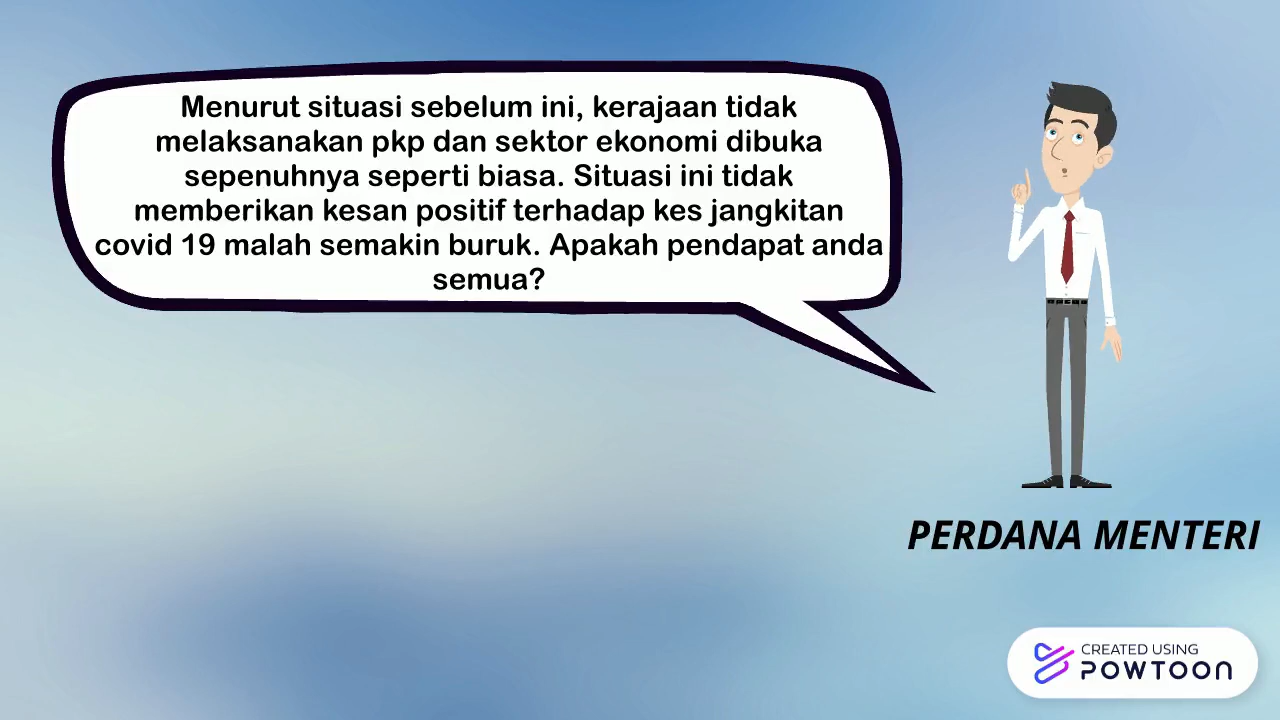 Menurut situasi sebelum ini, kerajaan tidak
melaksanakan pkp dan sektor ekonomi dibuka
sepenuhnya seperti biasa. Situasi ini tidak
memberikan kesan positif terhadap kes jangkitan
covid 19 malah semakin buruk. Apakah pendapat anda
semua?
PERDANA MENTERI
CREATED USING
POWTOON